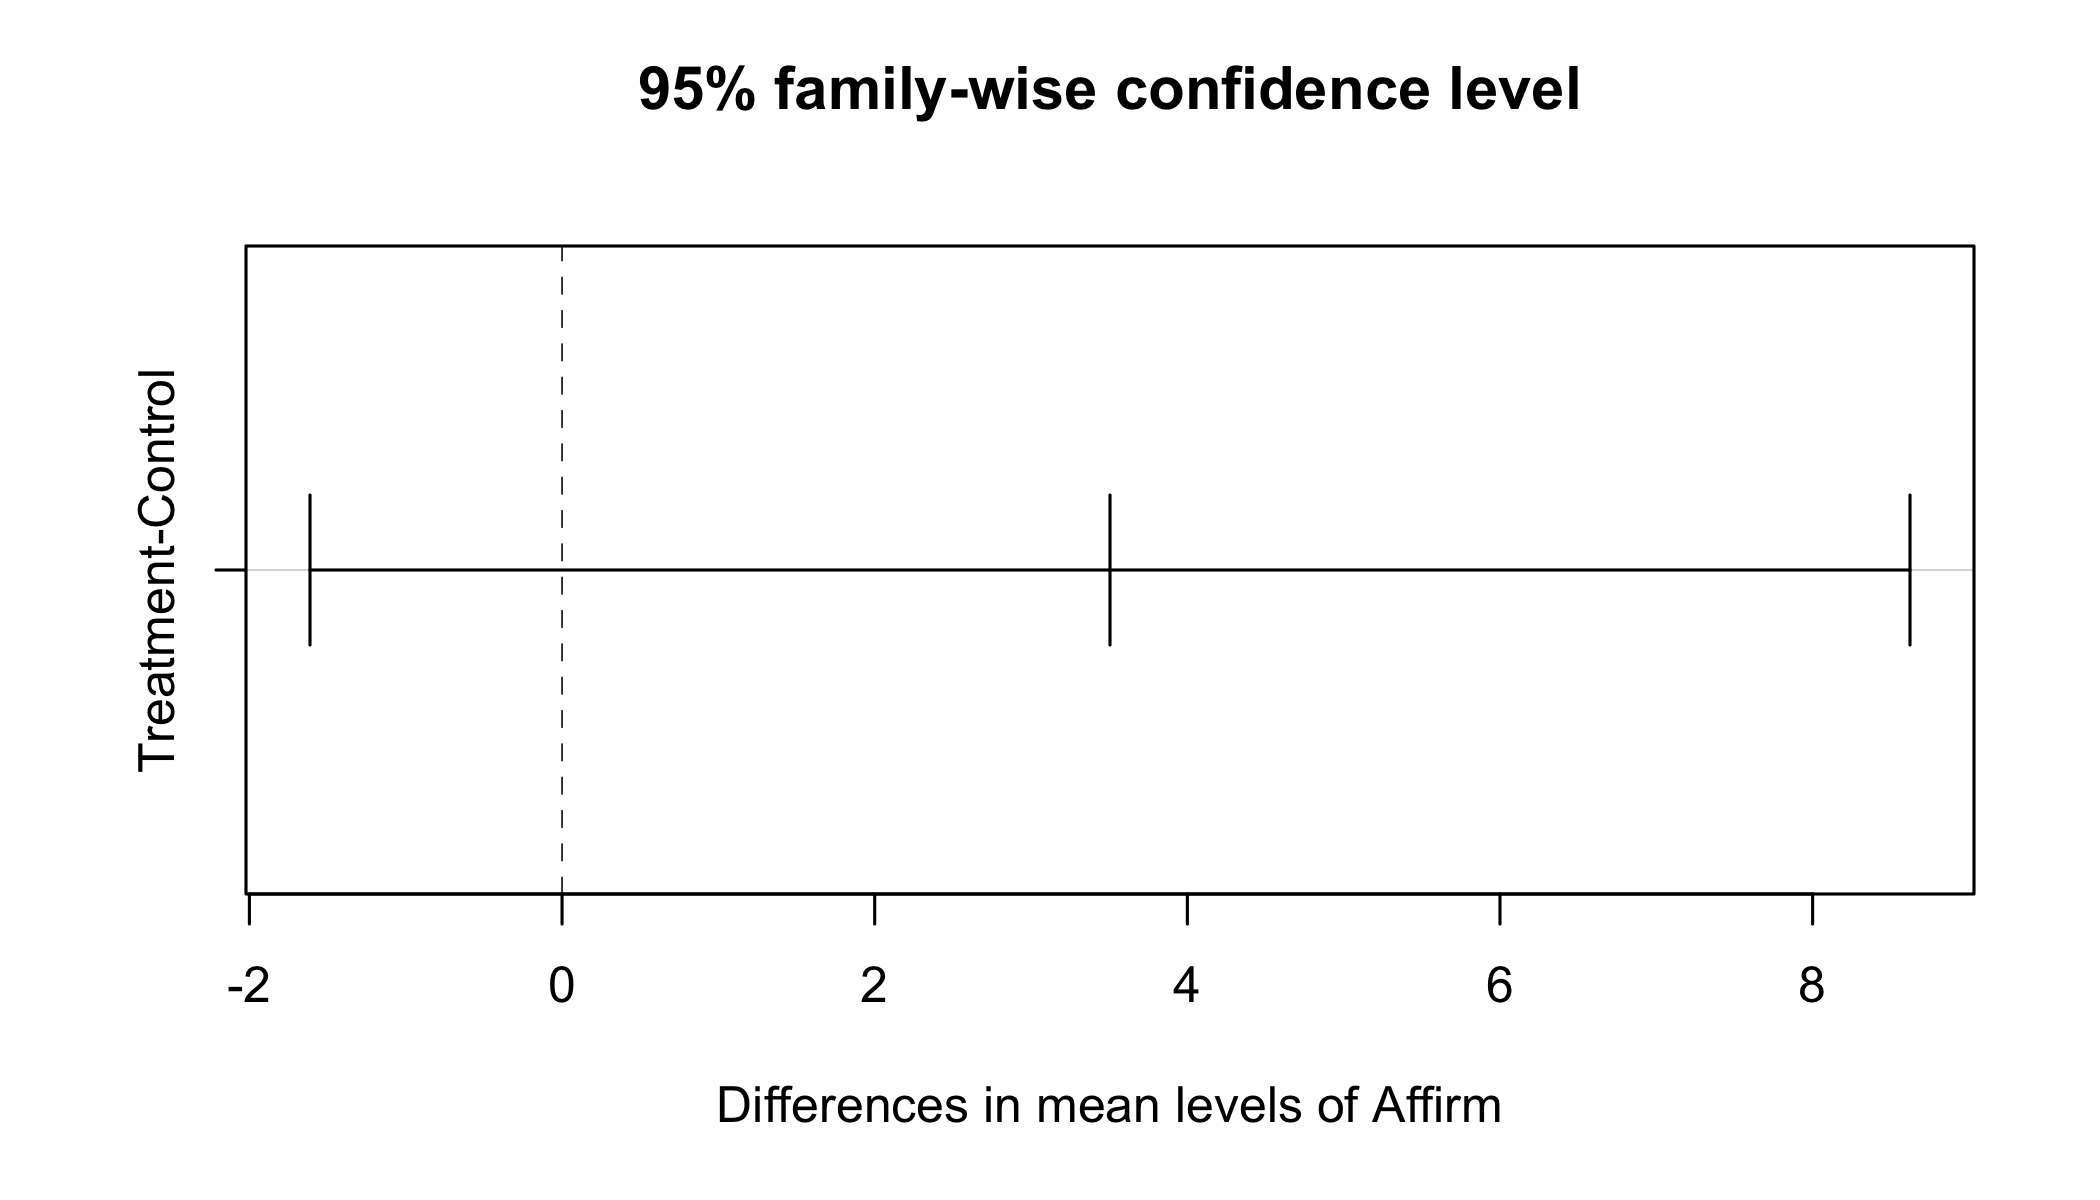 95% family-wise confidence level
Treatment-Control
-2 0 2 4 6 8
Differences in mean levels of Affirm